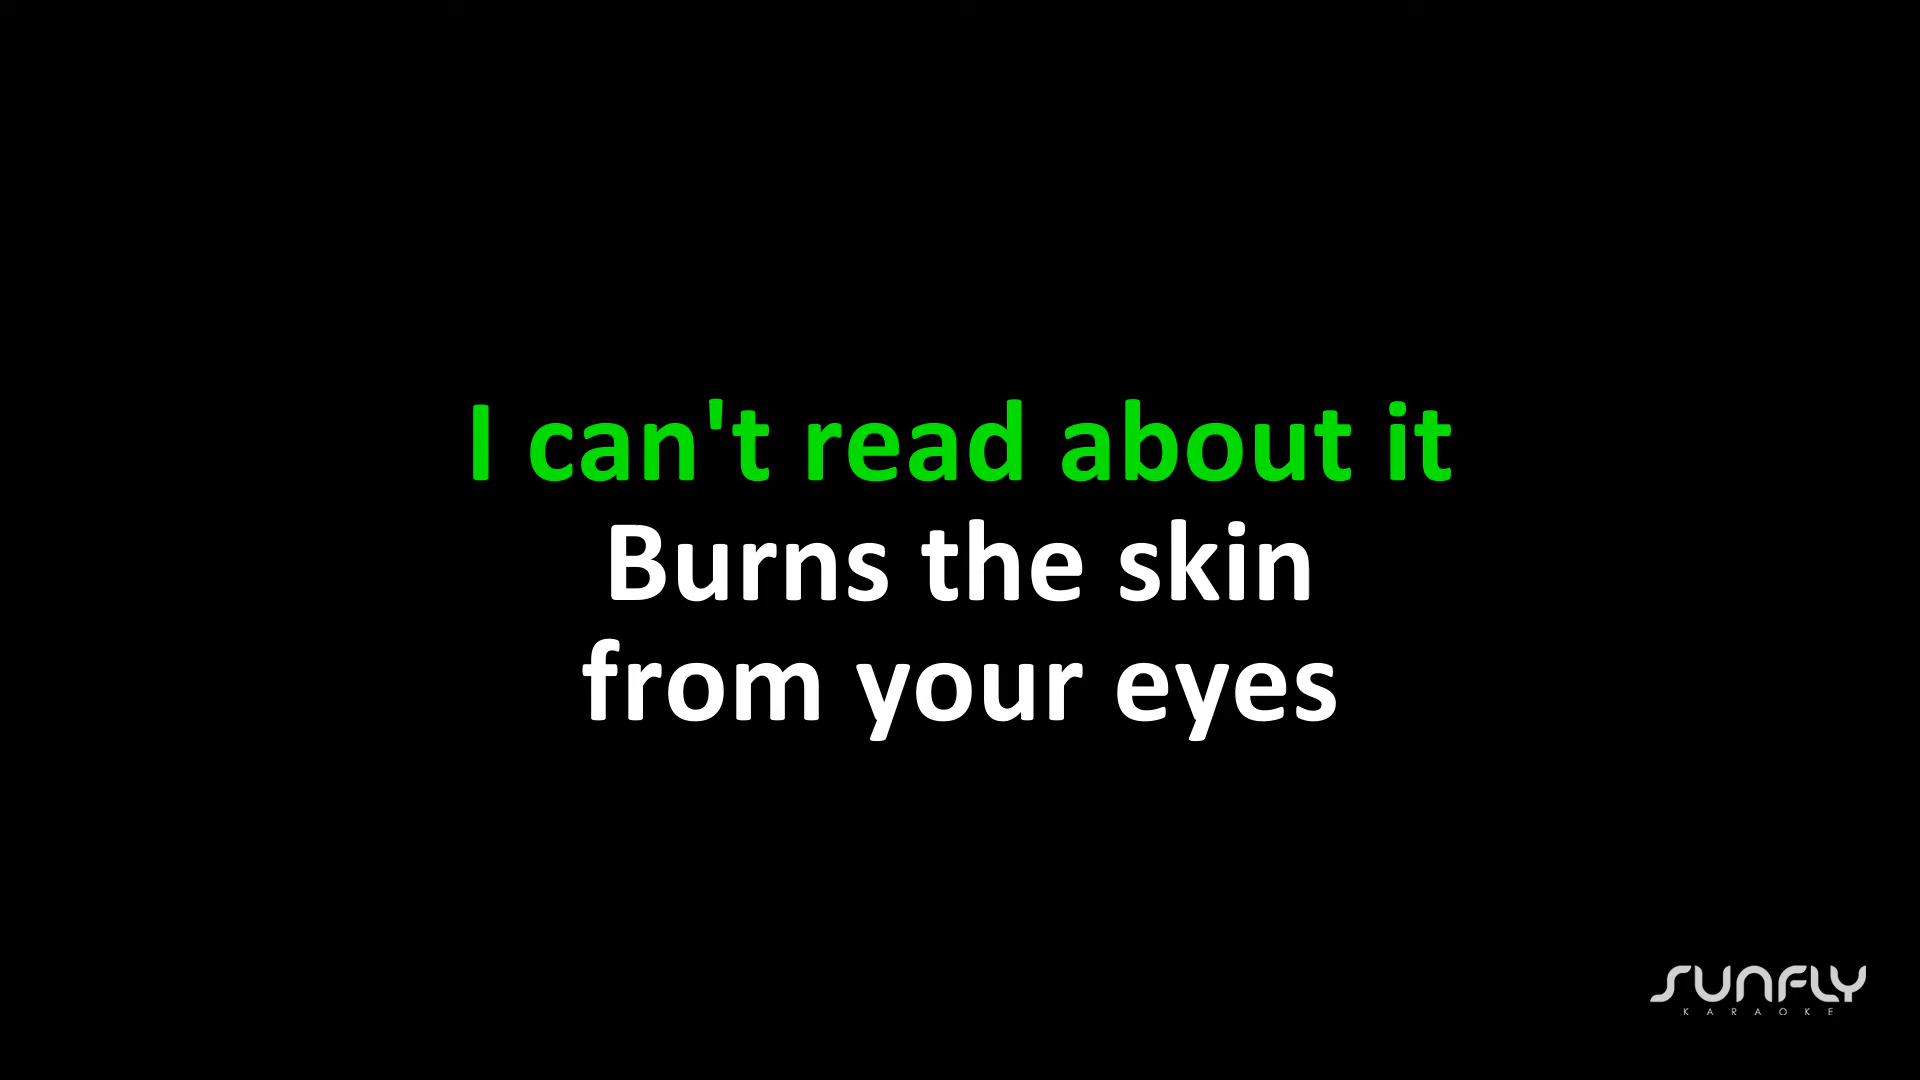 I can't read about it
Burns the skin
from your eyes
SUNFLY
KARAOKE